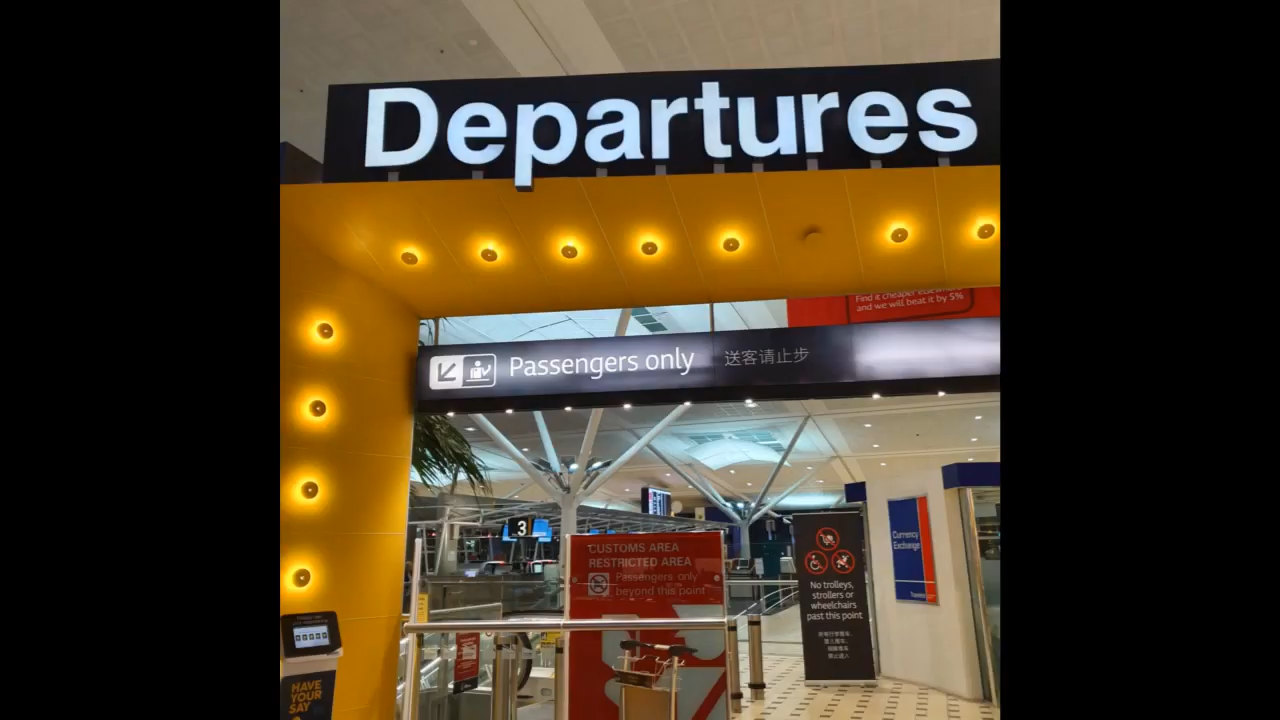 Departures
Find it cheaper elsewhere
and we will beat it by 5%
Passengers only 送客请止步
3
CUSTOMS AREA
RESTRICTED AREA
Passengers only
beyond this point
Currency
Exchange
No trolleys,
strollers or
wheelchairs
past this point
HAVE
YOUR
SAY